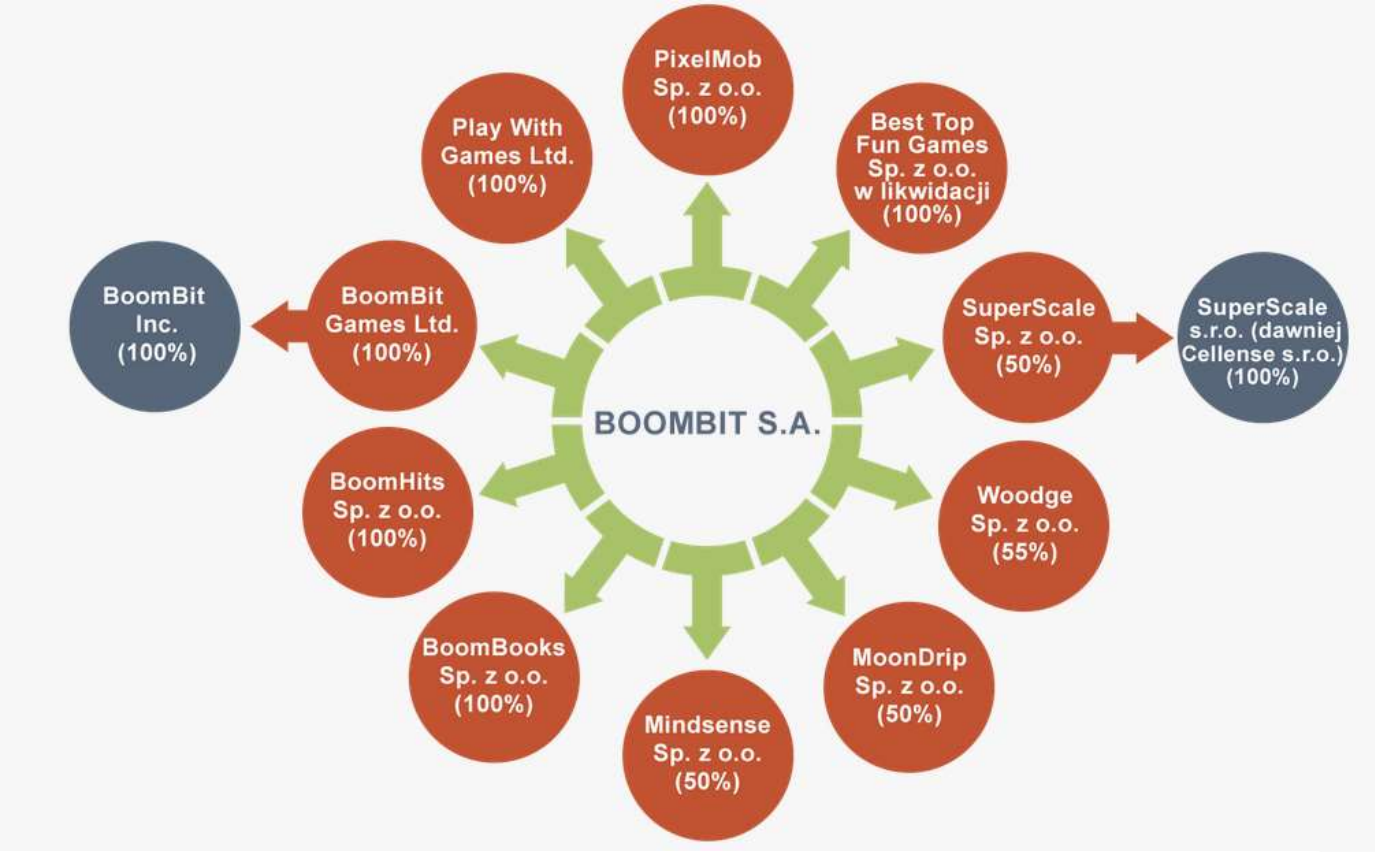 PixelMob
Sp. z o.o.
(100%)
Play With
Games Ltd.
(100%)
Best Top
Fun Games
Sp. z o.o.
w likwidacji
(100%)
BoomBit
Inc.
(100%)
BoomBit
Games Ltd.
(100%)
SuperScale
Sp. z o.o.
(50%)
SuperScale
s.r.o. (dawniej
Cellense s.r.o.)
(100%)
BOOMBIT S.A.
BoomHits
Sp. z o.o.
(100%)
Woodge
Sp. z o.o.
(55%)
BoomBooks
Sp. z o.o.
(100%)
MoonDrip
Sp. z o.o.
(50%)
Mindsense
Sp. z o.o.
(50%)